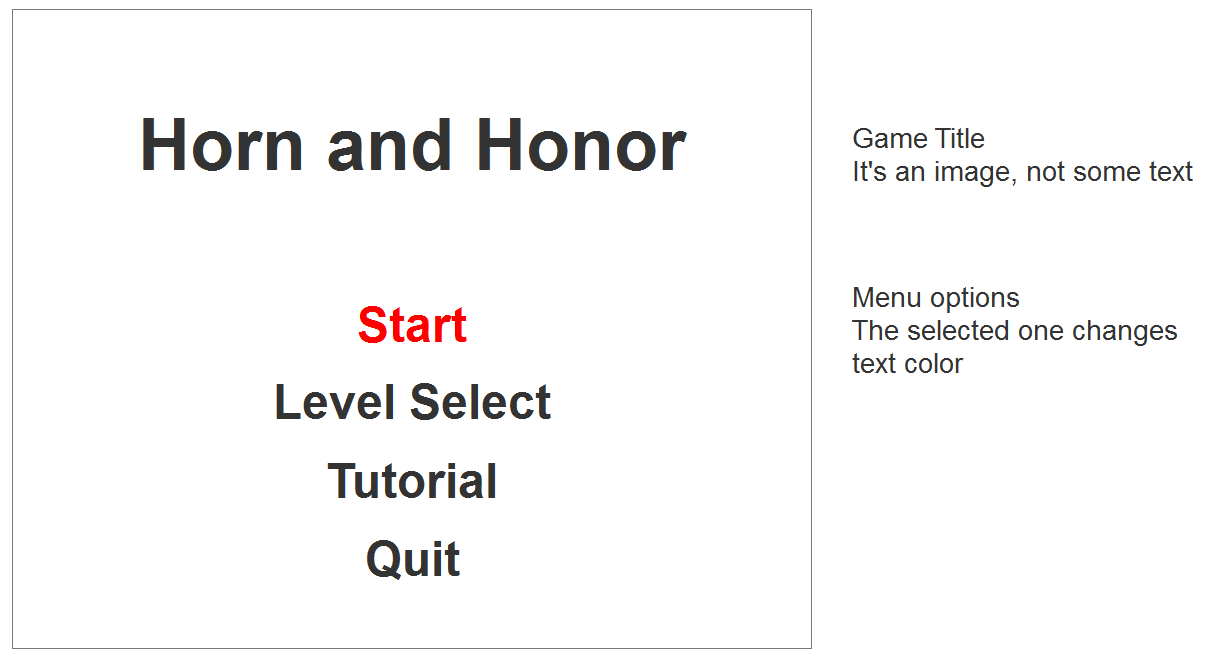 Horn and Honor
Game Title
It's an image, not some text
Start
Level Select
Tutorial
Quit
Menu options
The selected one changes
text color